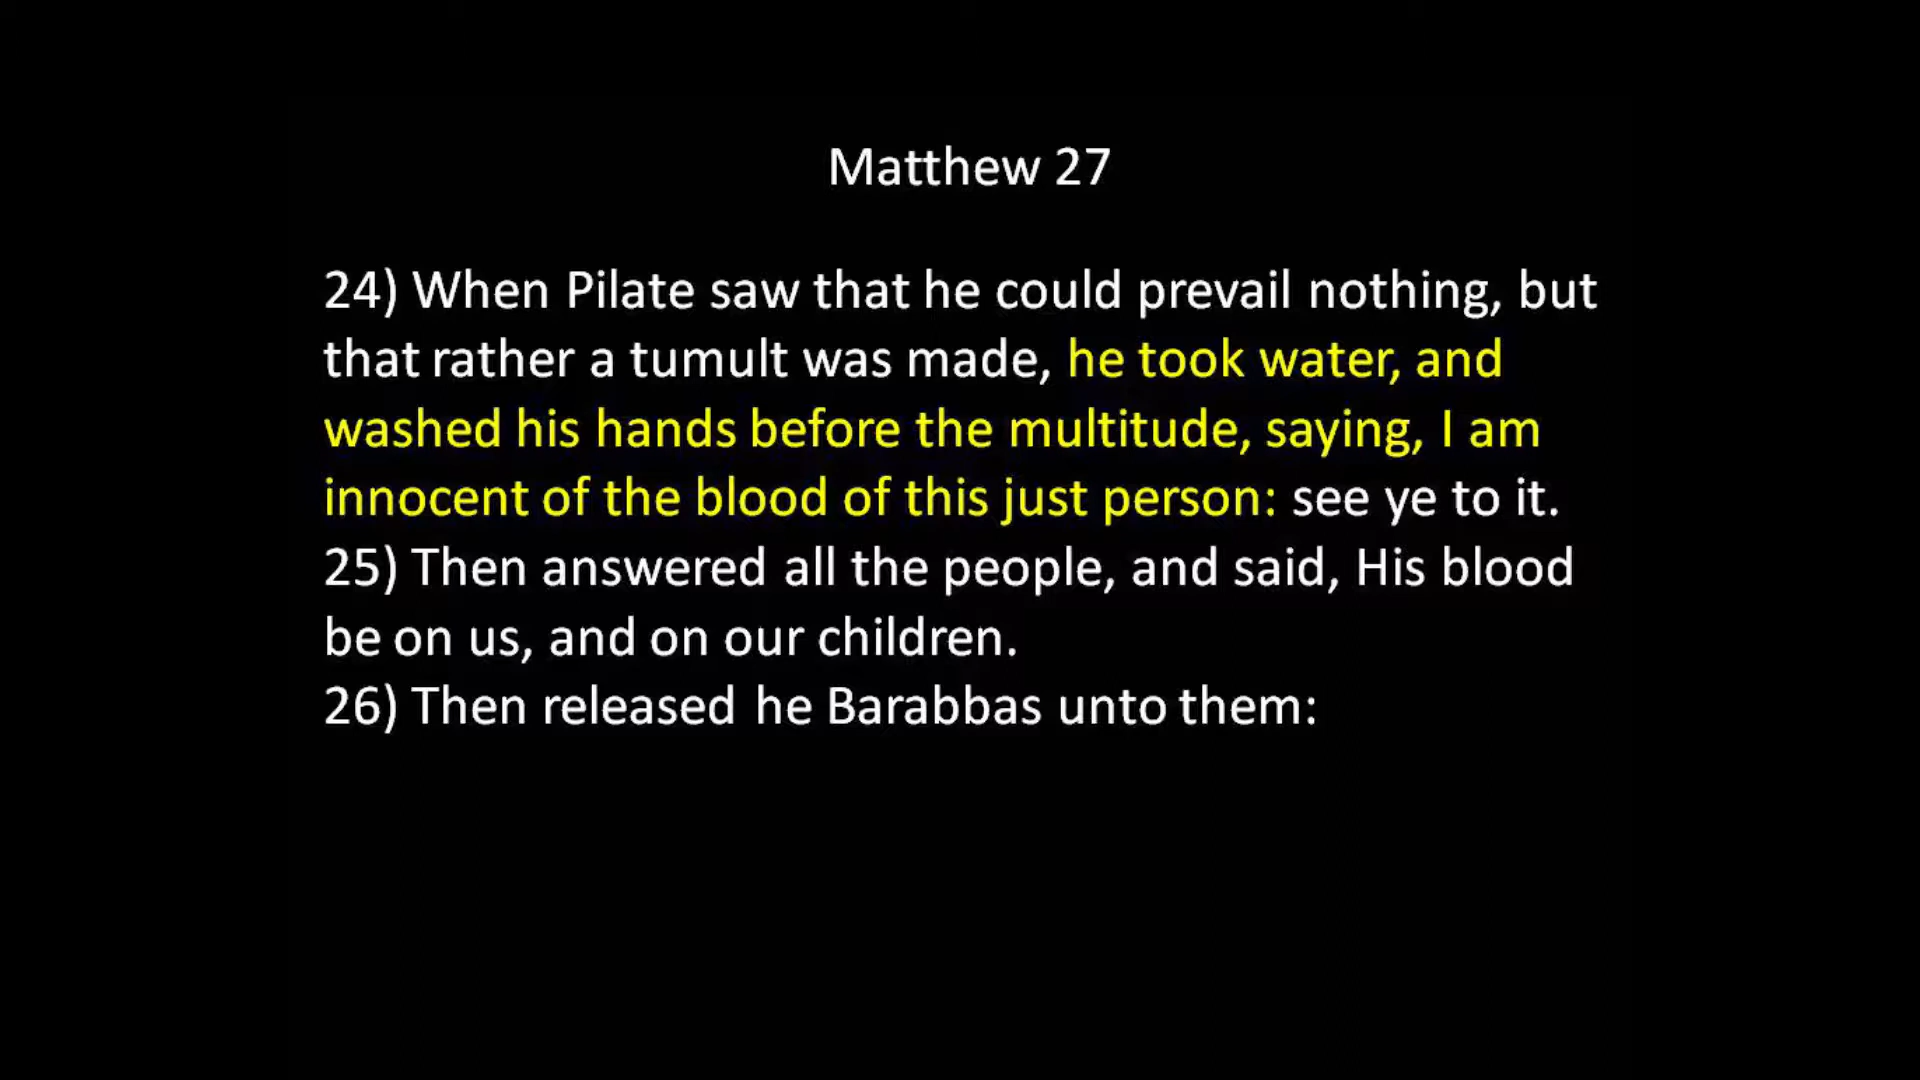 Matthew 27
24) When Pilate saw that he could prevail nothing, but
that rather a tumult was made, he took water, and
washed his hands before the multitude, saying, I am
innocent of the blood of this just person: see ye to it.
25) Then answered all the people, and said, His blood
be on us, and on our children.
26) Then released he Barabbas unto them: